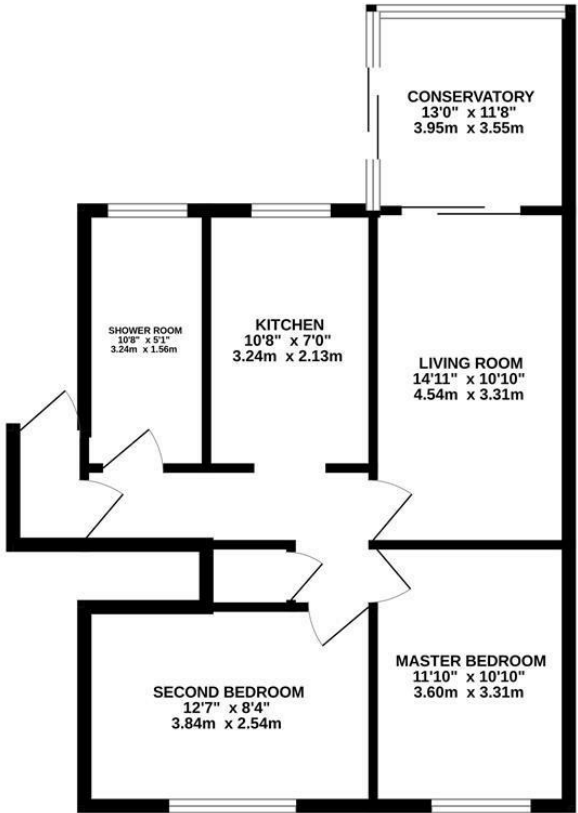 CONSERVATORY
13'0" x 11'8"
3.95m x 3.55m
SHOWER ROOM
10'8" x 5'1"
3.24m x 1.56m
KITCHEN
10'8" x 7'0"
3.24m x 2.13m
LIVING ROOM
14'11" x 10'10"
4.54m x 3.31m
MASTER BEDROOM
11'10" x 10'10"
3.60m x 3.31m
SECOND BEDROOM
12'7" x 8'4"
3.84m x 2.54m